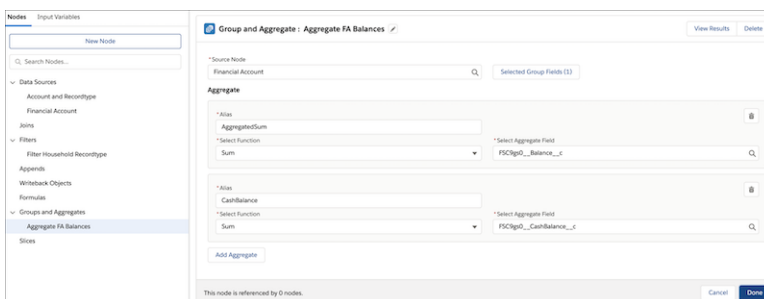 Nodes Input Variables
New Node
Search Nodes...
Data Sources
Account and Recordtype
Financial Account
Joins
Filters
Filter Household Recordtype
Appends
Writeback Objects
Formulas
Groups and Aggregates
Aggregate FA Balances
Slices
Group and Aggregate : Aggregate FA Balances
View Results Delete
*Source Node
Financial Account
Selected Group Fields (1)
Aggregate
*Alias
AggregatedSum
*Select Function *Select Aggregate Field
Sum FSC9gs0__Balance__c
*Alias
CashBalance
*Select Function *Select Aggregate Field
Sum FSC9gs0__CashBalance__c
Add Aggregate
This node is referenced by 0 nodes.
Cancel Done